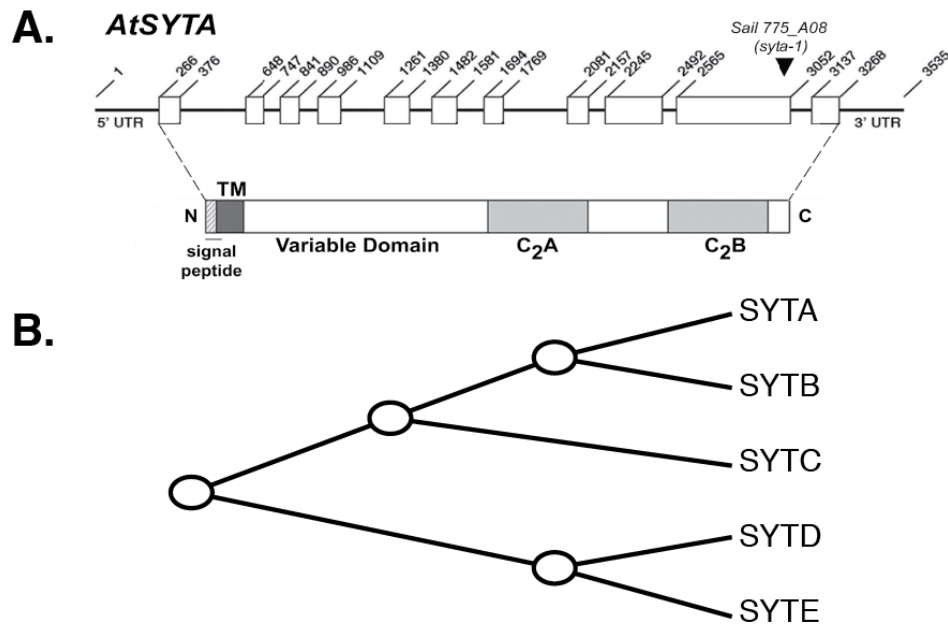 A.
AtSYTA
Sail 775_A08
(syta-1)
1
266
376
648
747
841
890
986
1109
1261
1380
1482
1581
1694
1769
2081
2157
2245
2492
2565
3052
3137
3268
3535
5' UTR
3' UTR
TM
N
C
signal
peptide
Variable Domain
C₂A
C₂B
B.
SYTA
SYTB
SYTC
SYTD
SYTE